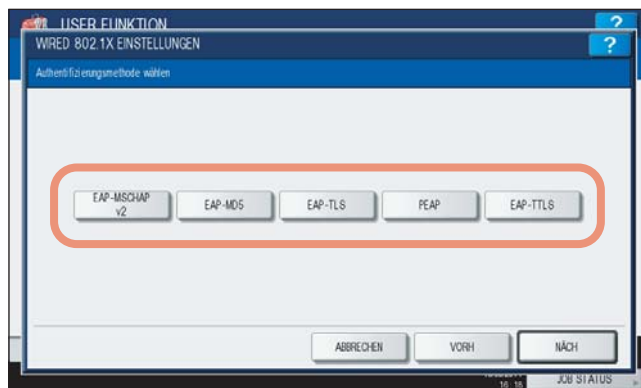 USER FUNKTION
?
WIRED 802.1X EINSTELLUNGEN
?
Authentifizierungsmethode wählen
EAP-MSCHAP
v2
EAP-MD5
EAP-TLS
PEAP
EAP-TTLS
ABBRECHEN
VORH
NÄCH
JOB STATUS